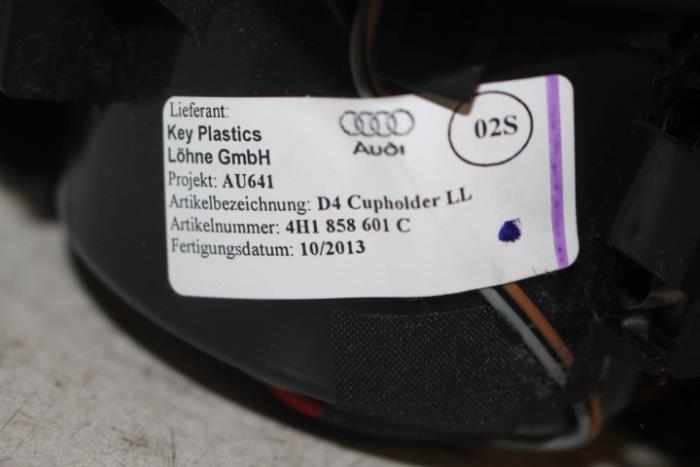 Lieferant:
Key Plastics
Löhne GmbH
Projekt: AU641
Artikelbezeichnung: D4 Cupholder LL
Artikelnummer: 4H1 858 601 C
Fertigungsdatum: 10/2013
Audi
02S